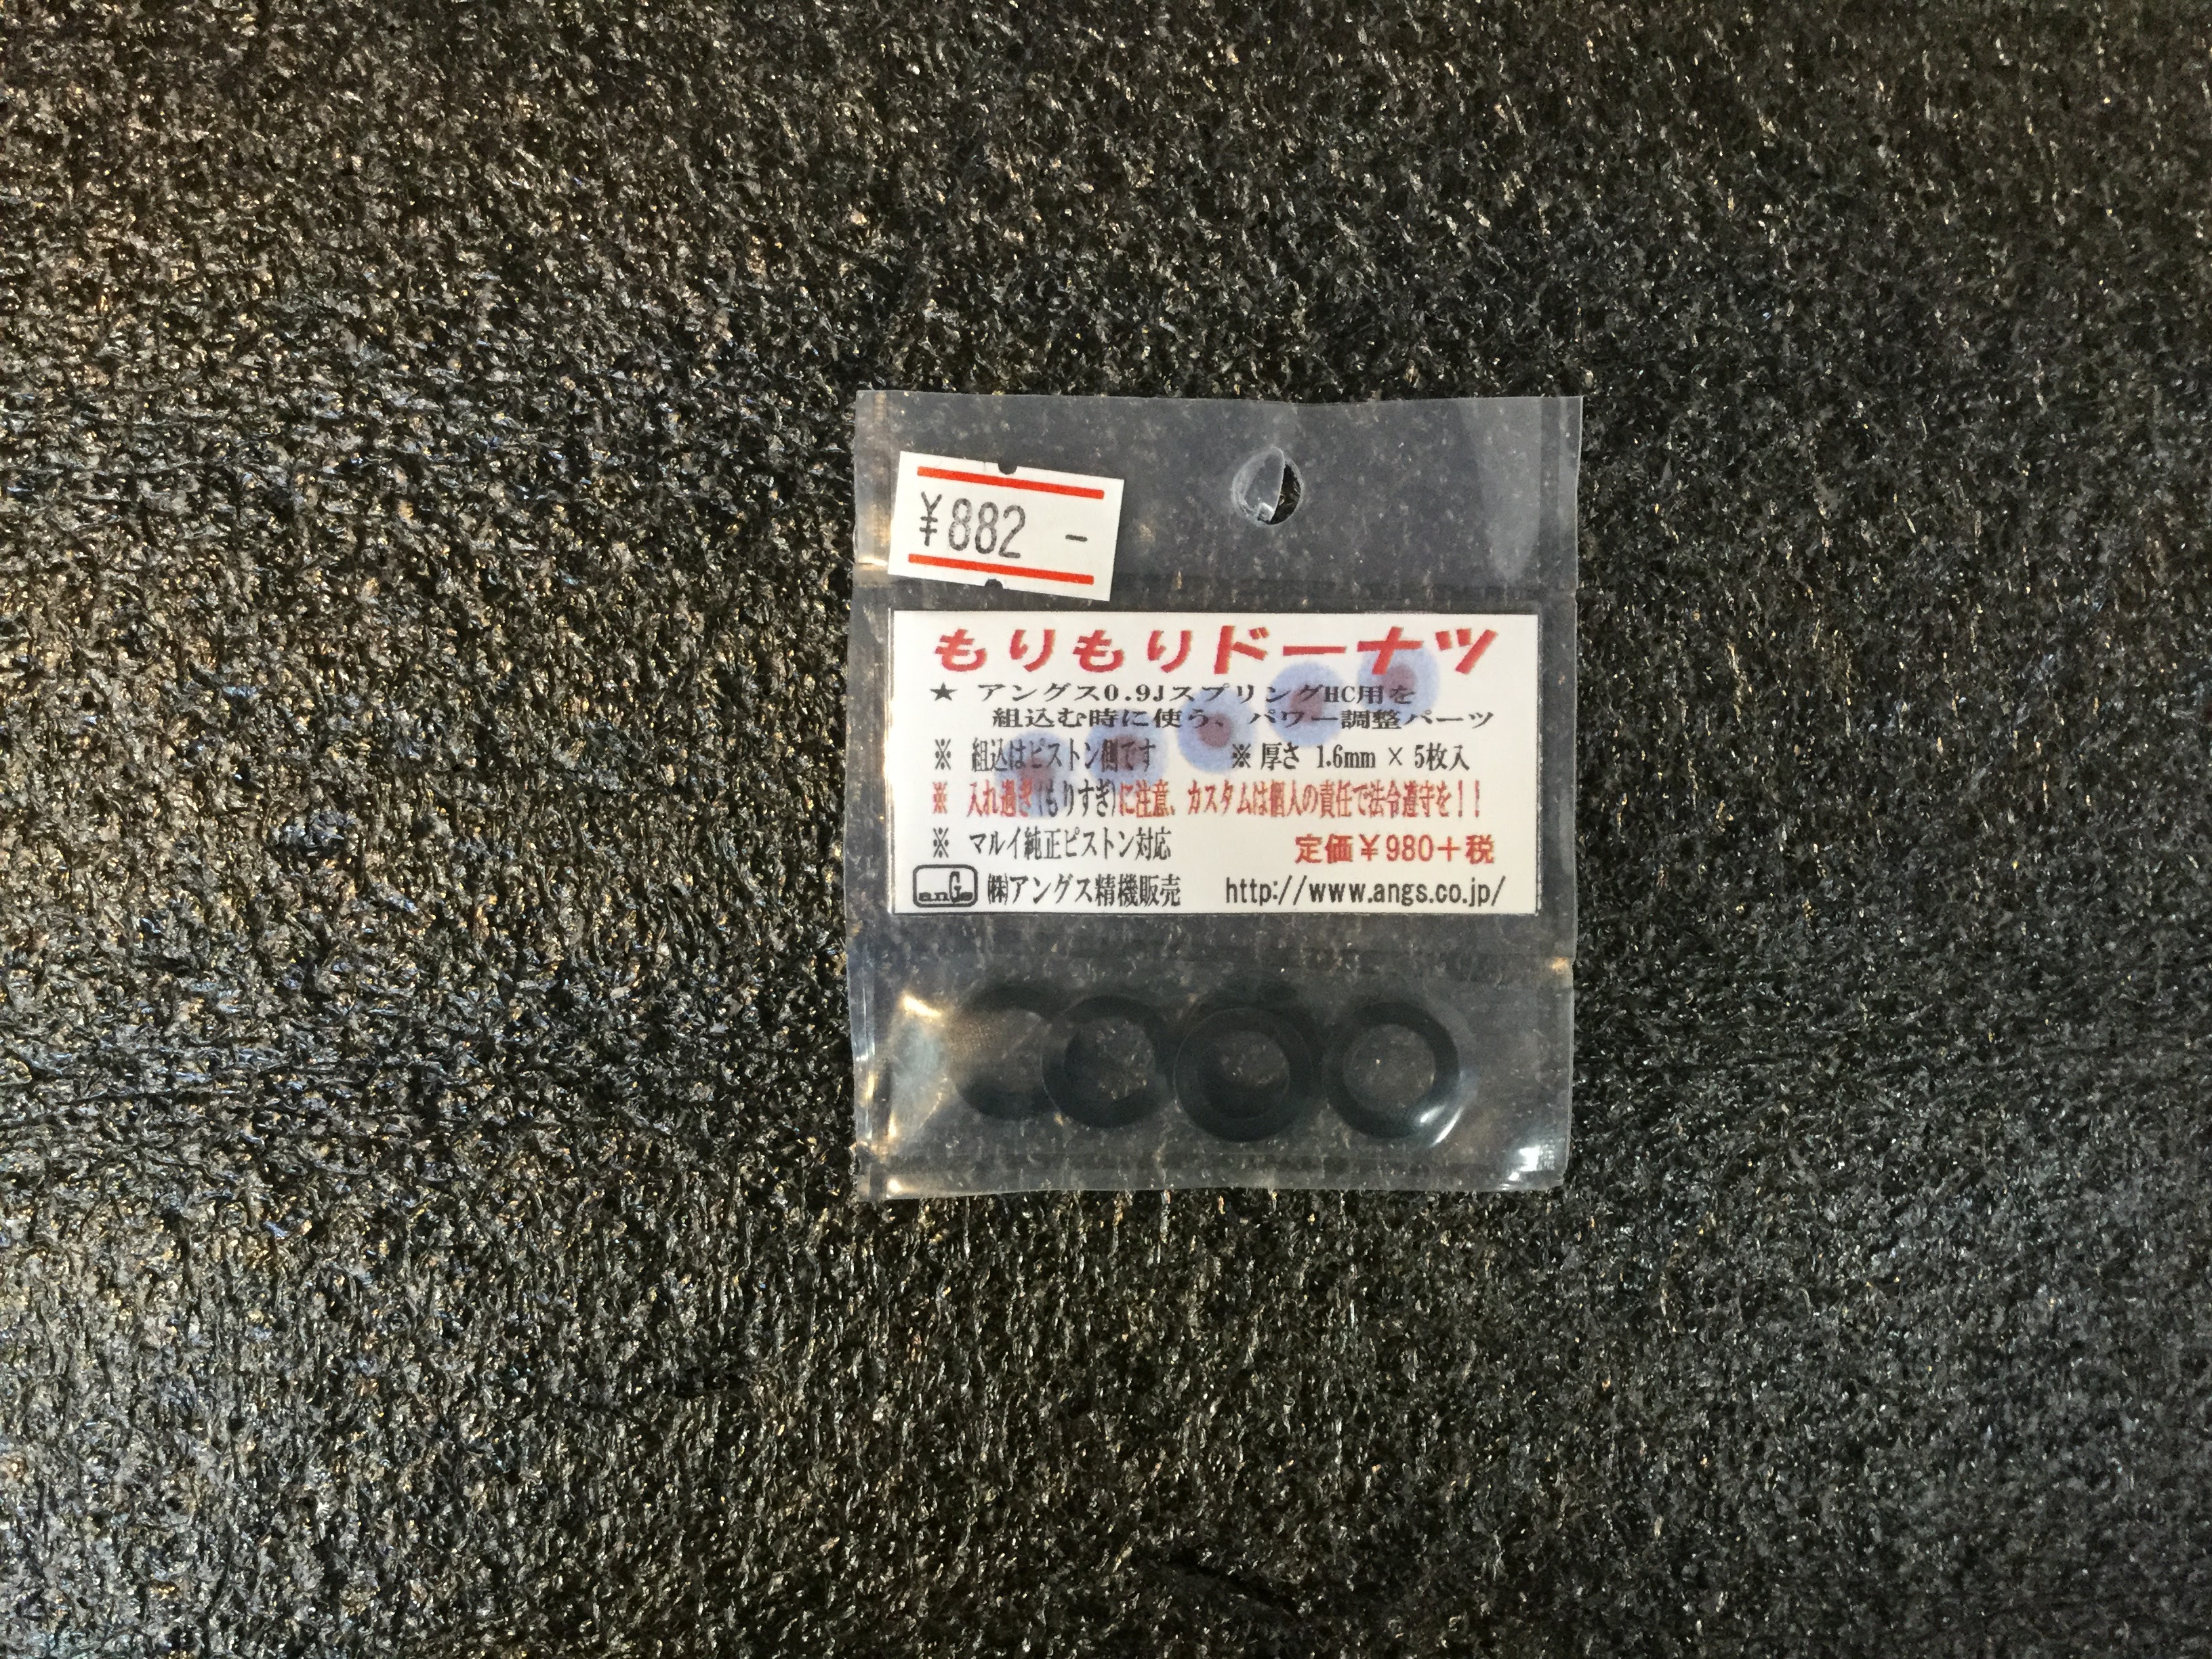 ¥882 -
もりもりドーナツ
★ アングス0.9JスプリングHC用を
組込む時に使う、パワー調整パーツ
※ 組込はピストン側です ※厚さ 1.6mm × 5枚入
※ 入れ過ぎ(もりすぎ)に注意、カスタムは個人の責任で法令遵守を!!
※ マルイ純正ピストン対応 定価¥980+税
anGs ㈱アングス精機販売 http://www.angs.co.jp/